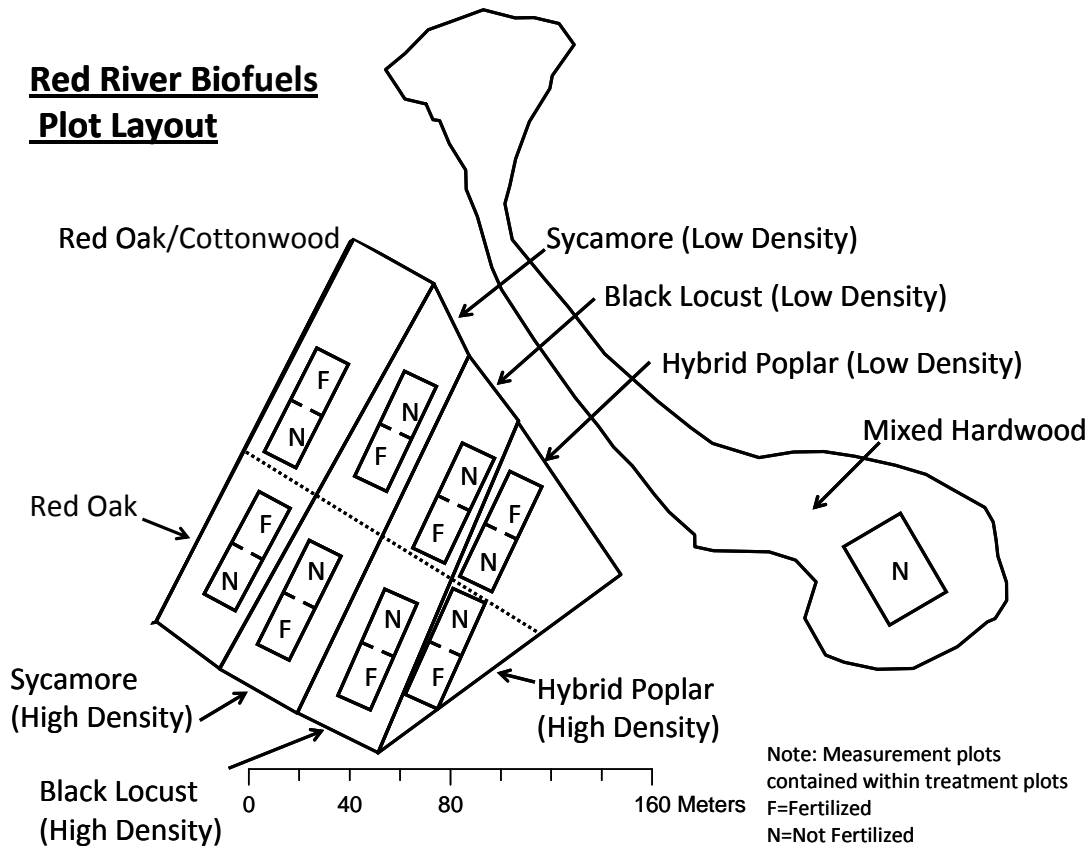 Red River Biofuels
Plot Layout
Red Oak/Cottonwood
Sycamore (Low Density)
Black Locust (Low Density)
Hybrid Poplar (Low Density)
Mixed Hardwood
F
N
N
F
N
F
F
N
Red Oak
F
N
N
F
N
F
N
F
N
Sycamore
(High Density)
Hybrid Poplar
(High Density)
Black Locust
(High Density)
0 40 80 160 Meters
Note: Measurement plots
contained within treatment plots
F=Fertilized
N=Not Fertilized